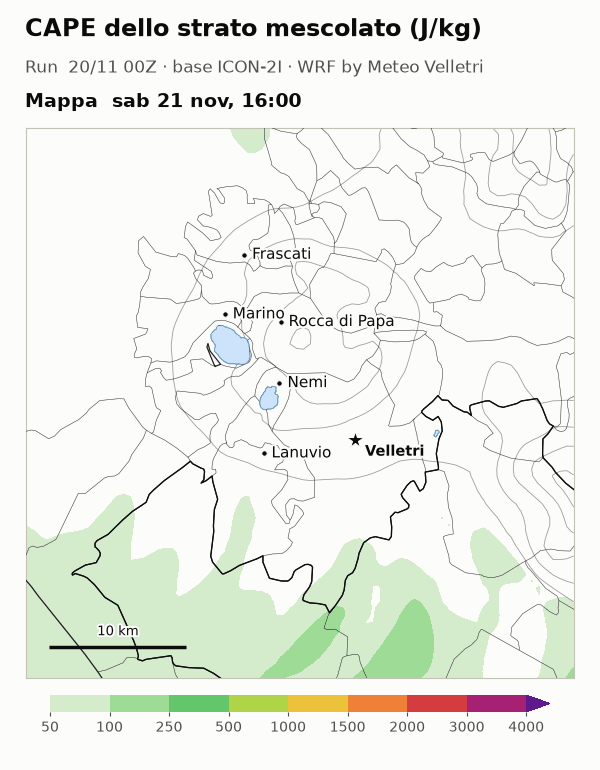 CAPE dello strato mescolato (J/kg)
Run  20/11 00Z · base ICON-2I · WRF by Meteo Velletri
Mappa  sab 21 nov, 16:00
Frascati
Marino
Rocca di Papa
Nemi
Velletri
Lanuvio
10 km
50 100 250 500 1000 1500 2000 3000 4000